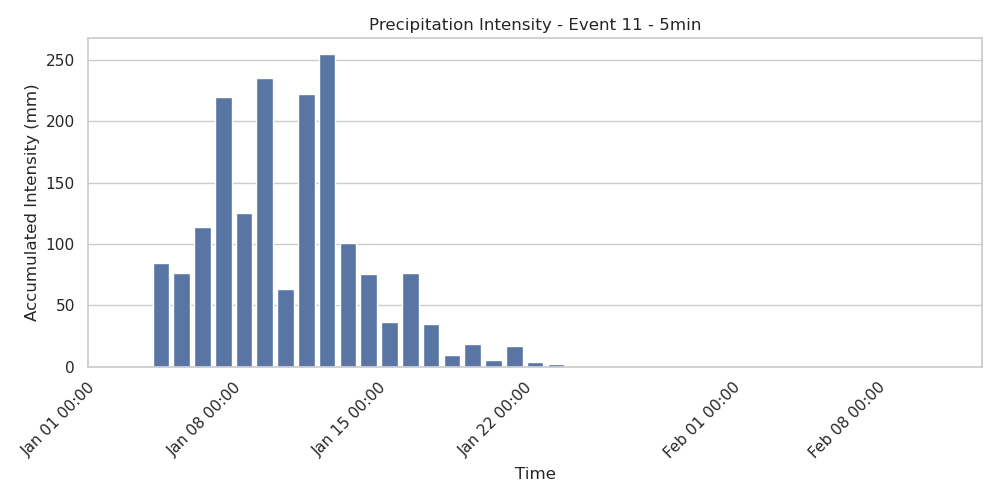 Precipitation Intensity - Event 11 - 5min
Accumulated Intensity (mm)
250
200
150
100
50
0
Jan 01 00:00
Jan 08 00:00
Jan 15 00:00
Jan 22 00:00
Feb 01 00:00
Feb 08 00:00
Time